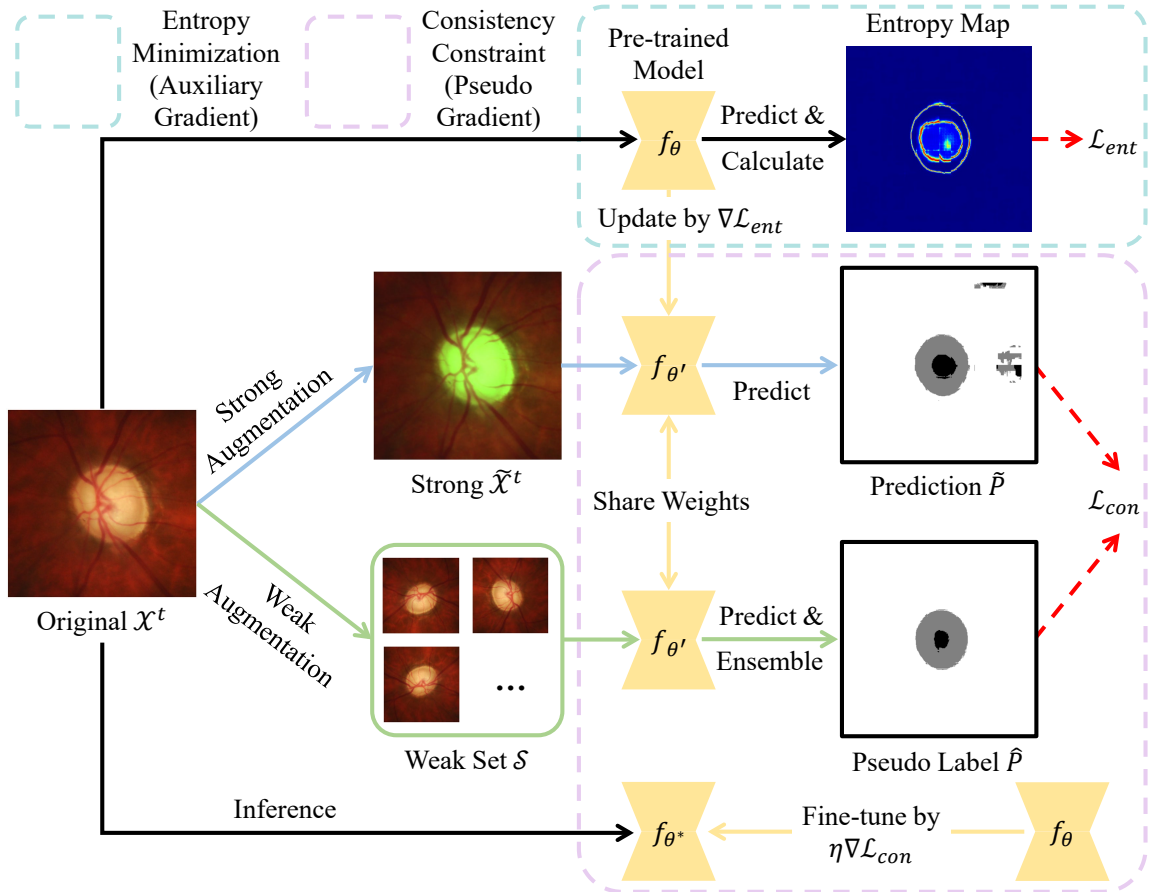 Entropy
Minimization
(Auxiliary
Gradient)
Consistency
Constraint
(Pseudo
Gradient)
Pre-trained
Model
Entropy Map
f_θ
Predict &
Calculate
ℒ_ent
Update by ∇ℒ_ent
Strong
Augmentation
Strong 𝒳̃^t
f_θ′
Predict
Prediction P̃
Share Weights
ℒ_con
Original 𝒳^t
Weak
Augmentation
...
Weak Set 𝒮
f_θ′
Predict &
Ensemble
Pseudo Label P̂
Inference
f_θ*
Fine-tune by
η∇ℒ_con
f_θ